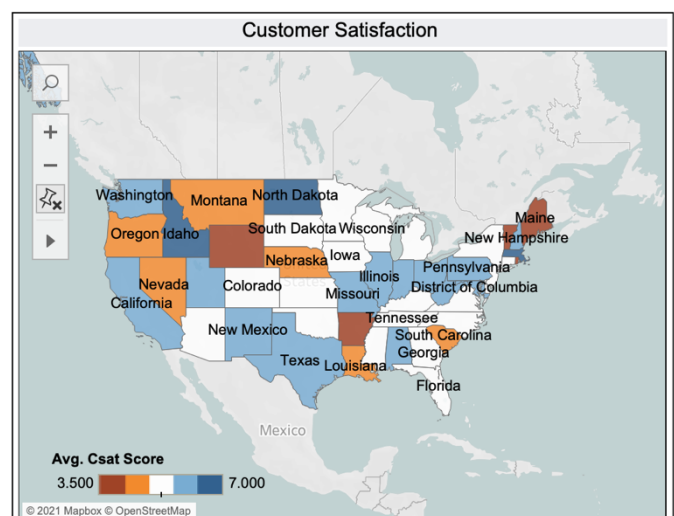 Customer Satisfaction
Washington
Montana
North Dakota
Maine
Oregon
Idaho
South Dakota
Wisconsin
New Hampshire
Nebraska
Iowa
Nevada
Colorado
Illinois
Pennsylvania
California
Missouri
District of Columbia
New Mexico
Tennessee
South Carolina
Texas
Louisiana
Georgia
Florida
Mexico
Avg. Csat Score
3.500
7.000
© 2021 Mapbox © OpenStreetMap